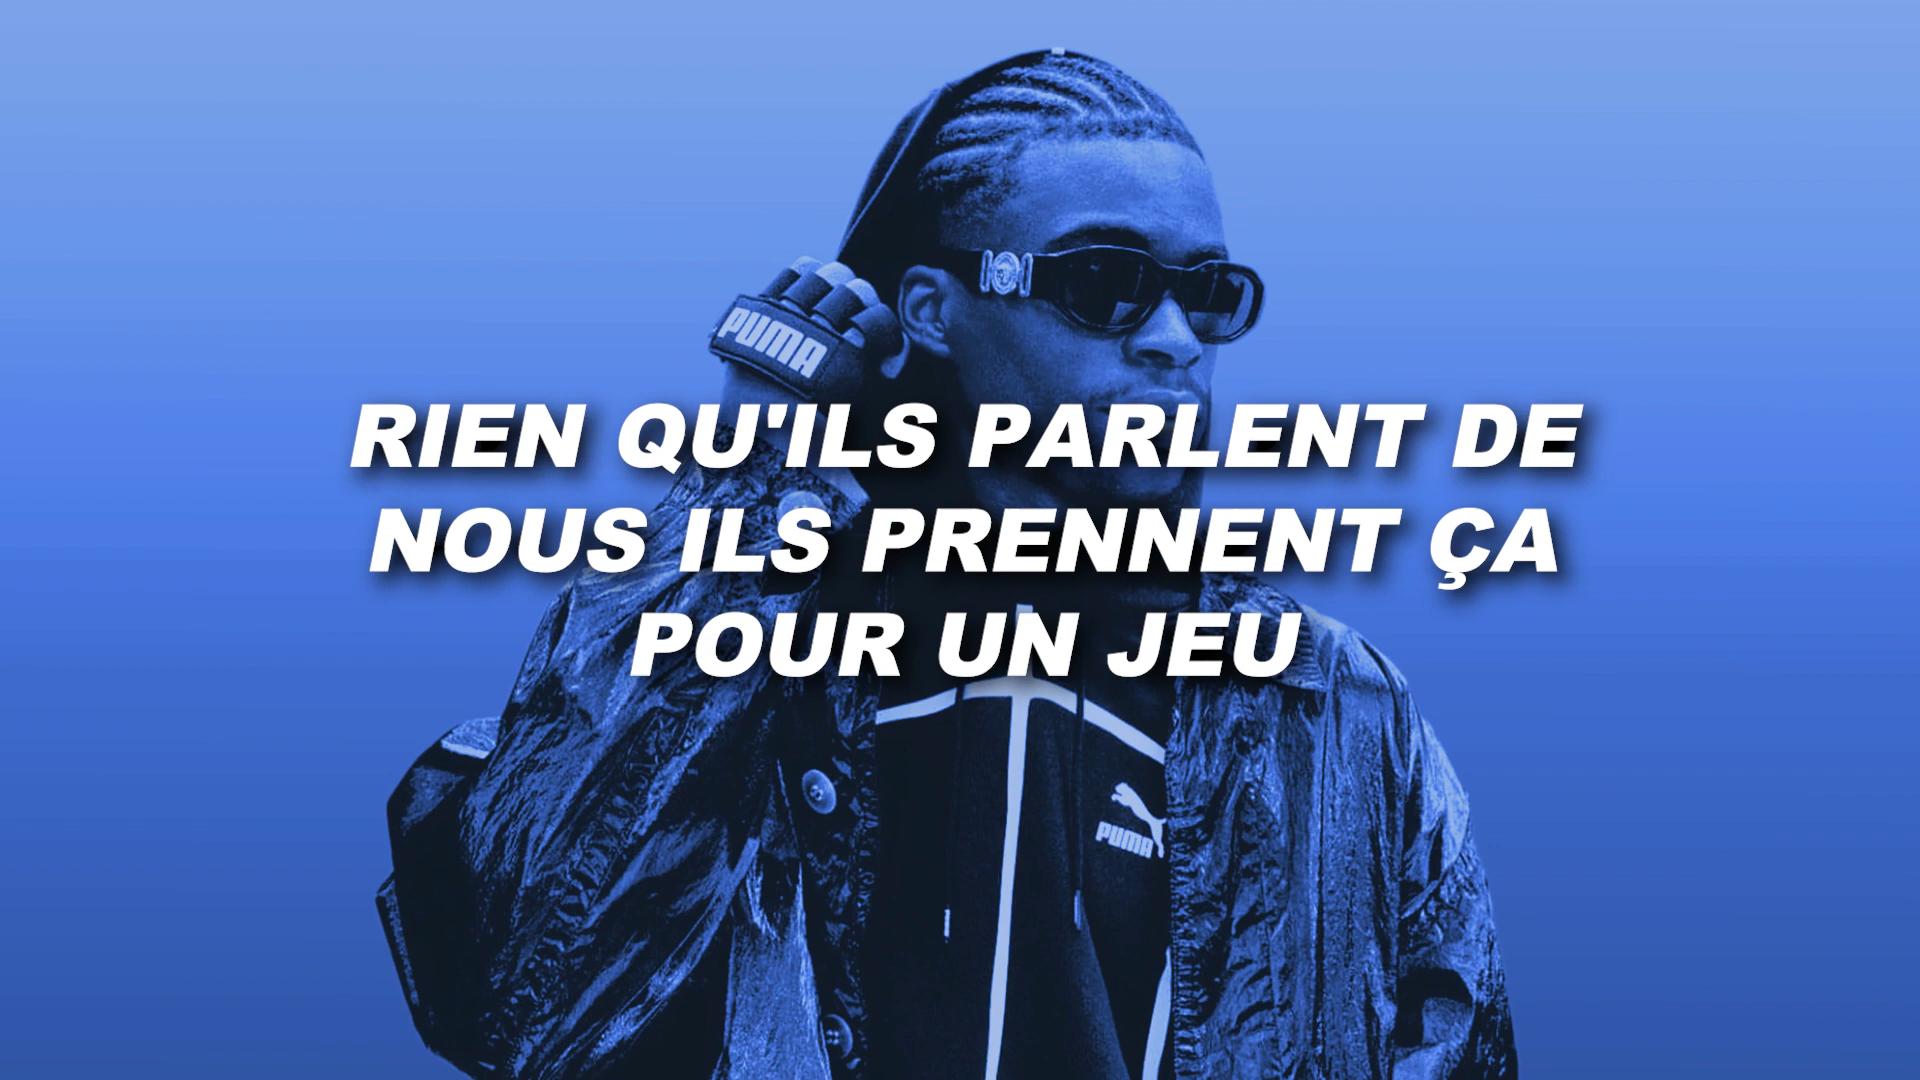 PUMA
RIEN QU'ILS PARLENT DE
NOUS ILS PRENNENT ÇA
POUR UN JEU
PUMA